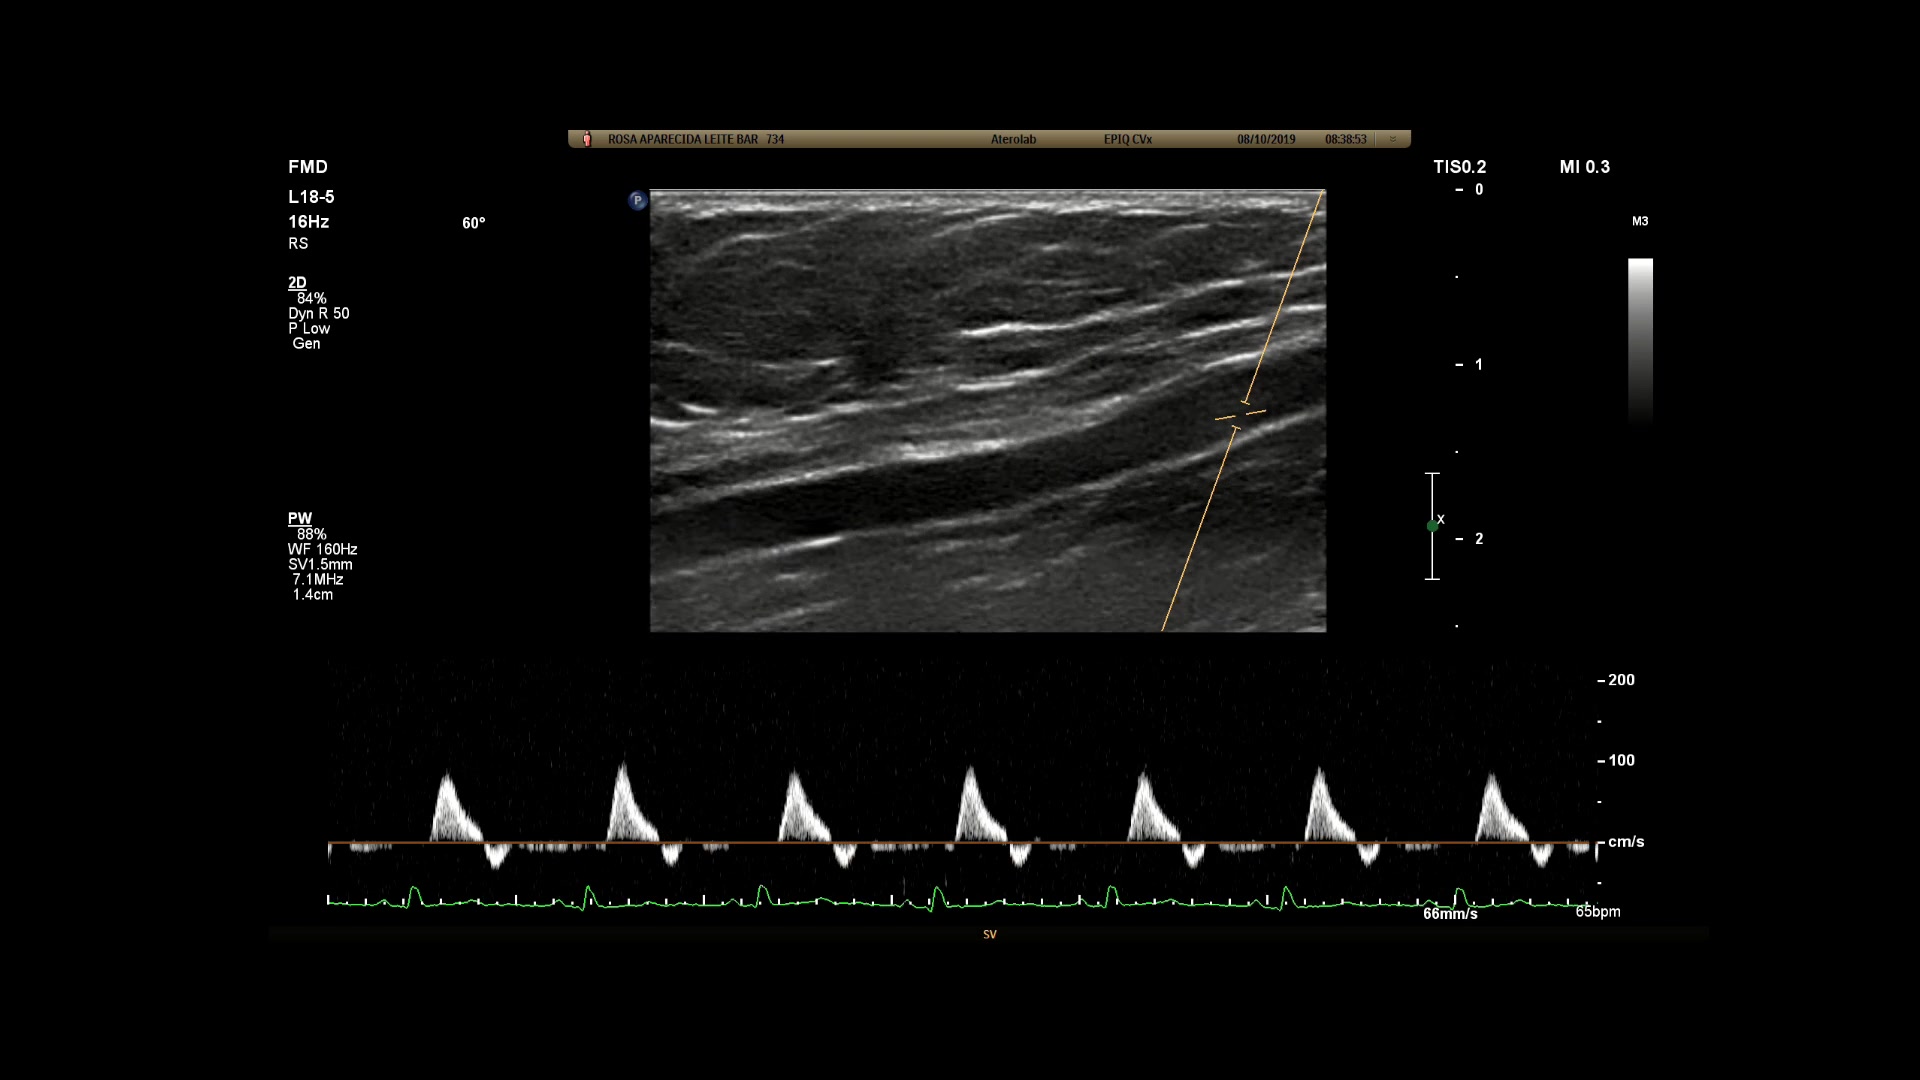 ROSA APARECIDA LEITE BAR 734 Aterolab EPIQ CVx 08/10/2019 08:38:53
FMD
TIS0.2 MI 0.3
L18-5
16Hz
60°
RS
2D
84%
Dyn R 50
P Low
Gen
P
0
M3
1
x
2
PW
88%
WF 160Hz
SV1.5mm
7.1MHz
1.4cm
200
100
cm/s
66mm/s
65bpm
SV